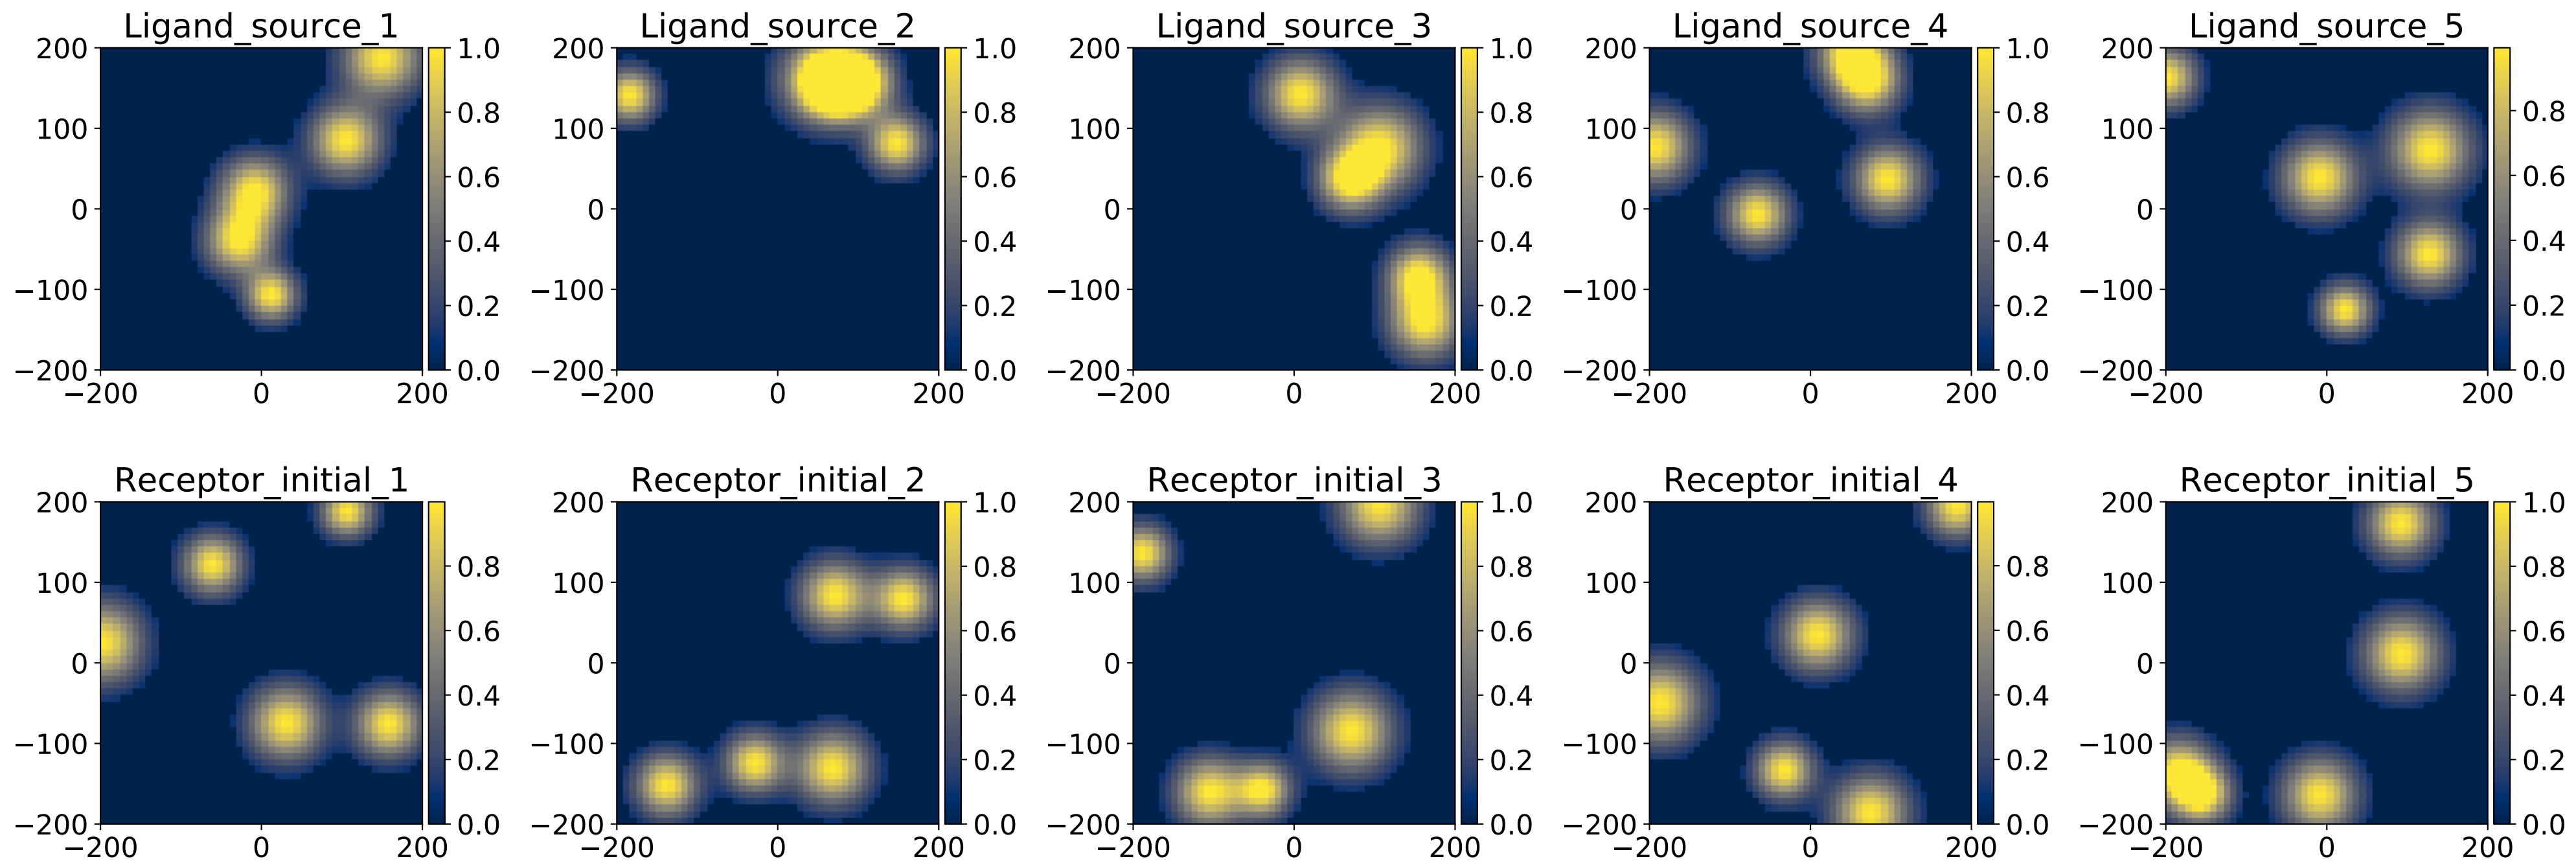 Ligand_source_1 Ligand_source_2 Ligand_source_3 Ligand_source_4 Ligand_source_5
200 1.0 200 1.0 200 1.0 200 1.0 200
100 0.8 100 0.8 100 0.8 100 0.8 100 0.8
0.6 0.6 0.6 0.6 0.6
0 0 0 0 0
0.4 0.4 0.4 0.4 0.4
−100 0.2 −100 0.2 −100 0.2 −100 0.2 −100 0.2
−200 0.0 −200 0.0 −200 0.0 −200 0.0 −200 0.0
−200 0 200 −200 0 200 −200 0 200 −200 0 200 −200 0 200
Receptor_initial_1 Receptor_initial_2 Receptor_initial_3 Receptor_initial_4 Receptor_initial_5
200 200 1.0 200 1.0 200 200 1.0
100 0.8 100 0.8 100 0.8 100 0.8 100 0.8
0.6 0.6 0.6 0.6 0.6
0 0 0 0 0
0.4 0.4 0.4 0.4 0.4
−100 0.2 −100 0.2 −100 0.2 −100 0.2 −100 0.2
−200 0.0 −200 0.0 −200 0.0 −200 0.0 −200 0.0
−200 0 200 −200 0 200 −200 0 200 −200 0 200 −200 0 200